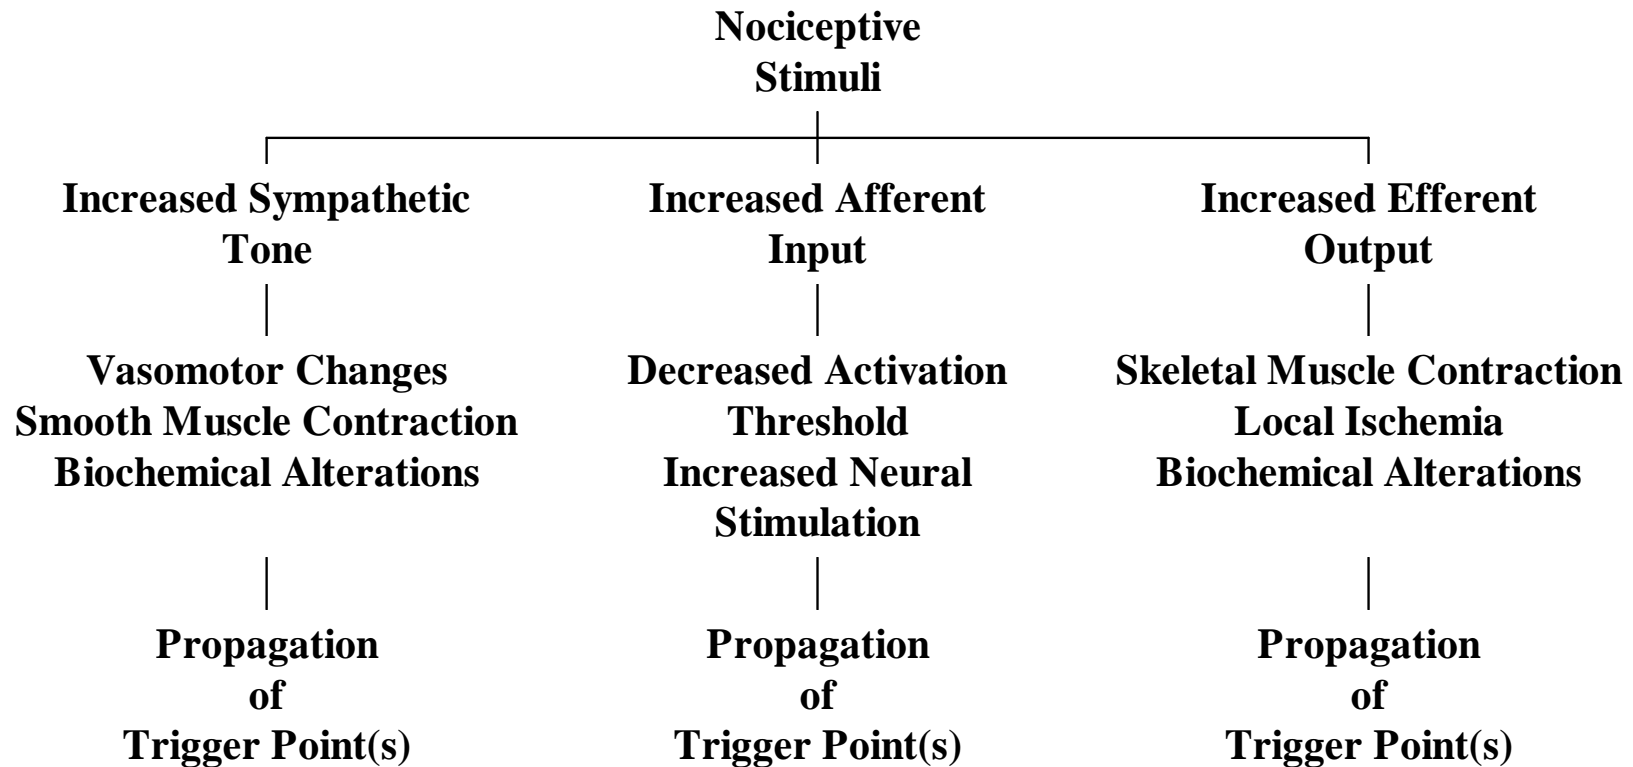 Nociceptive
Stimuli
Increased Sympathetic
Tone
Increased Afferent
Input
Increased Efferent
Output
Vasomotor Changes
Smooth Muscle Contraction
Biochemical Alterations
Decreased Activation
Threshold
Increased Neural
Stimulation
Skeletal Muscle Contraction
Local Ischemia
Biochemical Alterations
Propagation
of
Trigger Point(s)
Propagation
of
Trigger Point(s)
Propagation
of
Trigger Point(s)